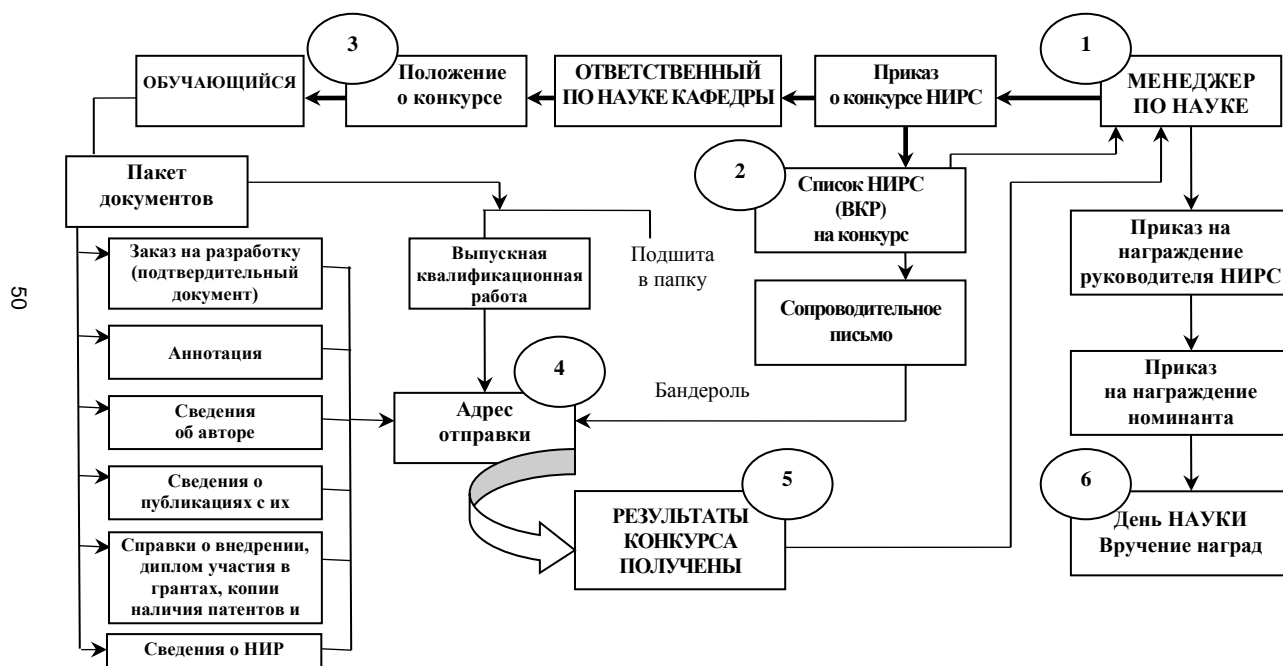 3
1
ОБУЧАЮЩИЙСЯ
Положение
о конкурсе
ОТВЕТСТВЕННЫЙ
ПО НАУКЕ КАФЕДРЫ
Приказ
о конкурсе НИРС
МЕНЕДЖЕР
ПО НАУКЕ
2
Пакет
документов
Список НИРС
(ВКР)
на конкурс
Заказ на разработку
(подтвердительный
документ)
Выпускная
квалификационная
работа
Подшита
в папку
Приказ на
награждение
руководителя НИРС
Сопроводительное
письмо
50
Аннотация
4
Приказ
на награждение
номинанта
Сведения
об авторе
Адрес
отправки
Бандероль
Сведения о
публикациях с их
5
6
РЕЗУЛЬТАТЫ
КОНКУРСА
ПОЛУЧЕНЫ
День НАУКИ
Вручение наград
Справки о внедрении,
диплом участия в
грантах, копии
наличия патентов и
Сведения о НИР